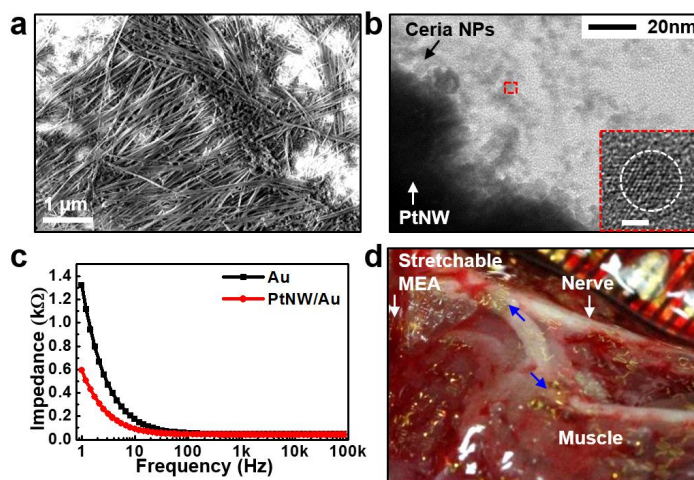 a
1 μm
b
Ceria NPs
20nm
PtNW
c
Impedance (kΩ)
1.4
1.2
1.0
0.8
0.6
0.4
0.2
0.0
Au
PtNW/Au
1 10 100 1k 10k 100k
Frequency (Hz)
d
Stretchable
MEA
Nerve
Muscle